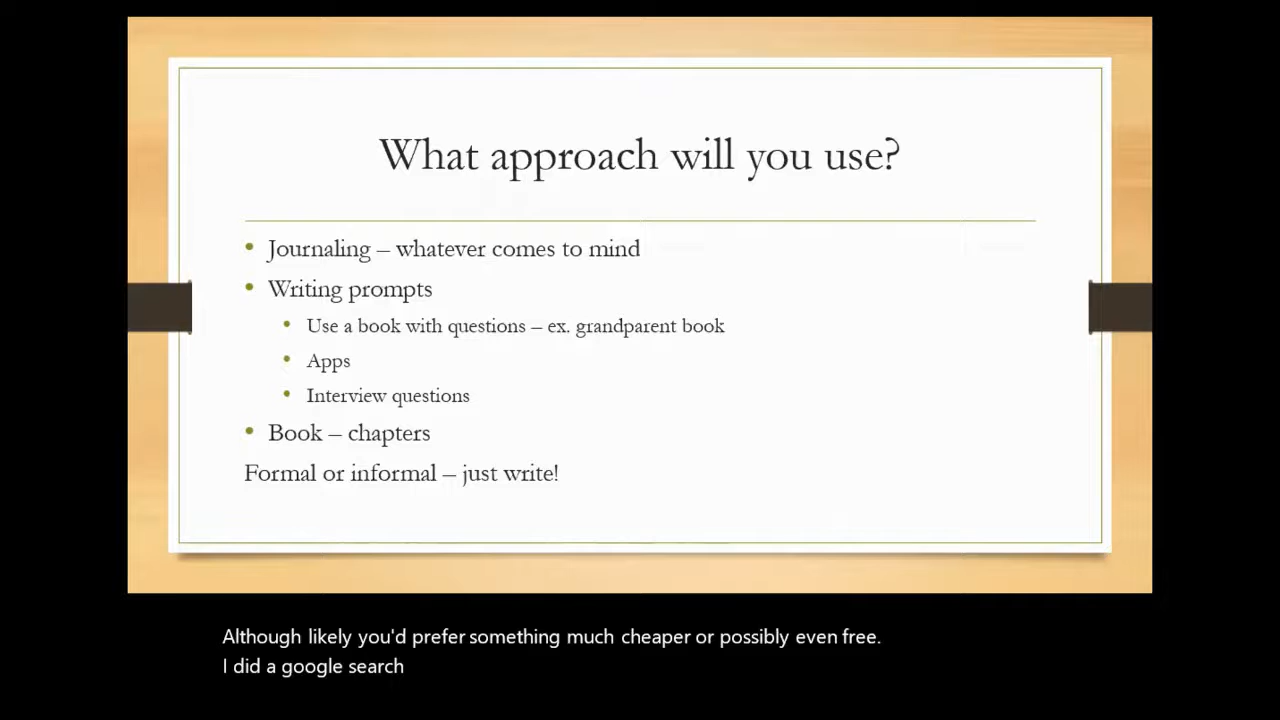 What approach will you use?
• Journaling – whatever comes to mind
• Writing prompts
• Use a book with questions – ex. grandparent book
• Apps
• Interview questions
• Book – chapters
Formal or informal – just write!
Although likely you'd prefer something much cheaper or possibly even free.
I did a google search